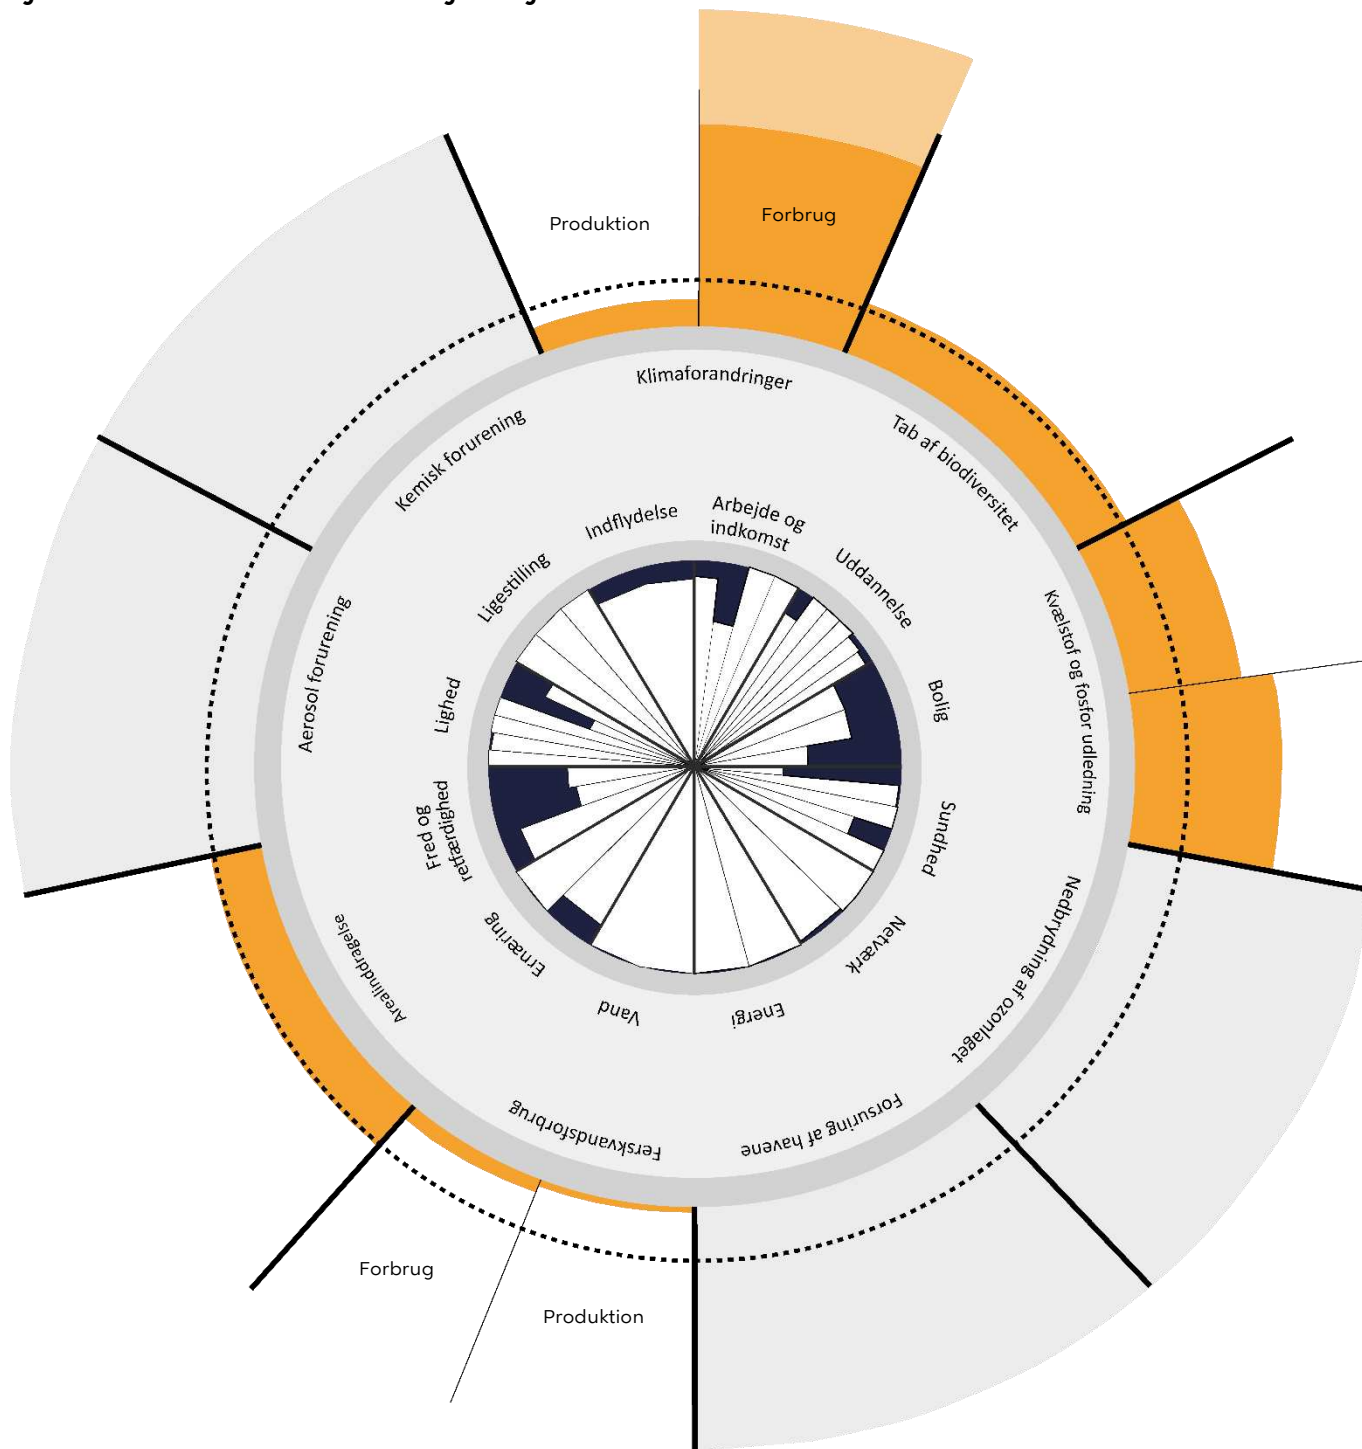 Produktion
Forbrug
Klimaforandringer
Tab af biodiversitet
Kvælstof og fosfor udledning
Nedbrydning af ozonlaget
Forsuring af havene
Ferskvandsforbrug
Arealinddragelse
Aerosol forurening
Kemisk forurening
Indflydelse
Arbejde og
indkomst
Uddannelse
Bolig
Sundhed
Netværk
Energi
Vand
Ernæring
Fred og
retfærdighed
Lighed
Ligestilling
Forbrug
Produktion